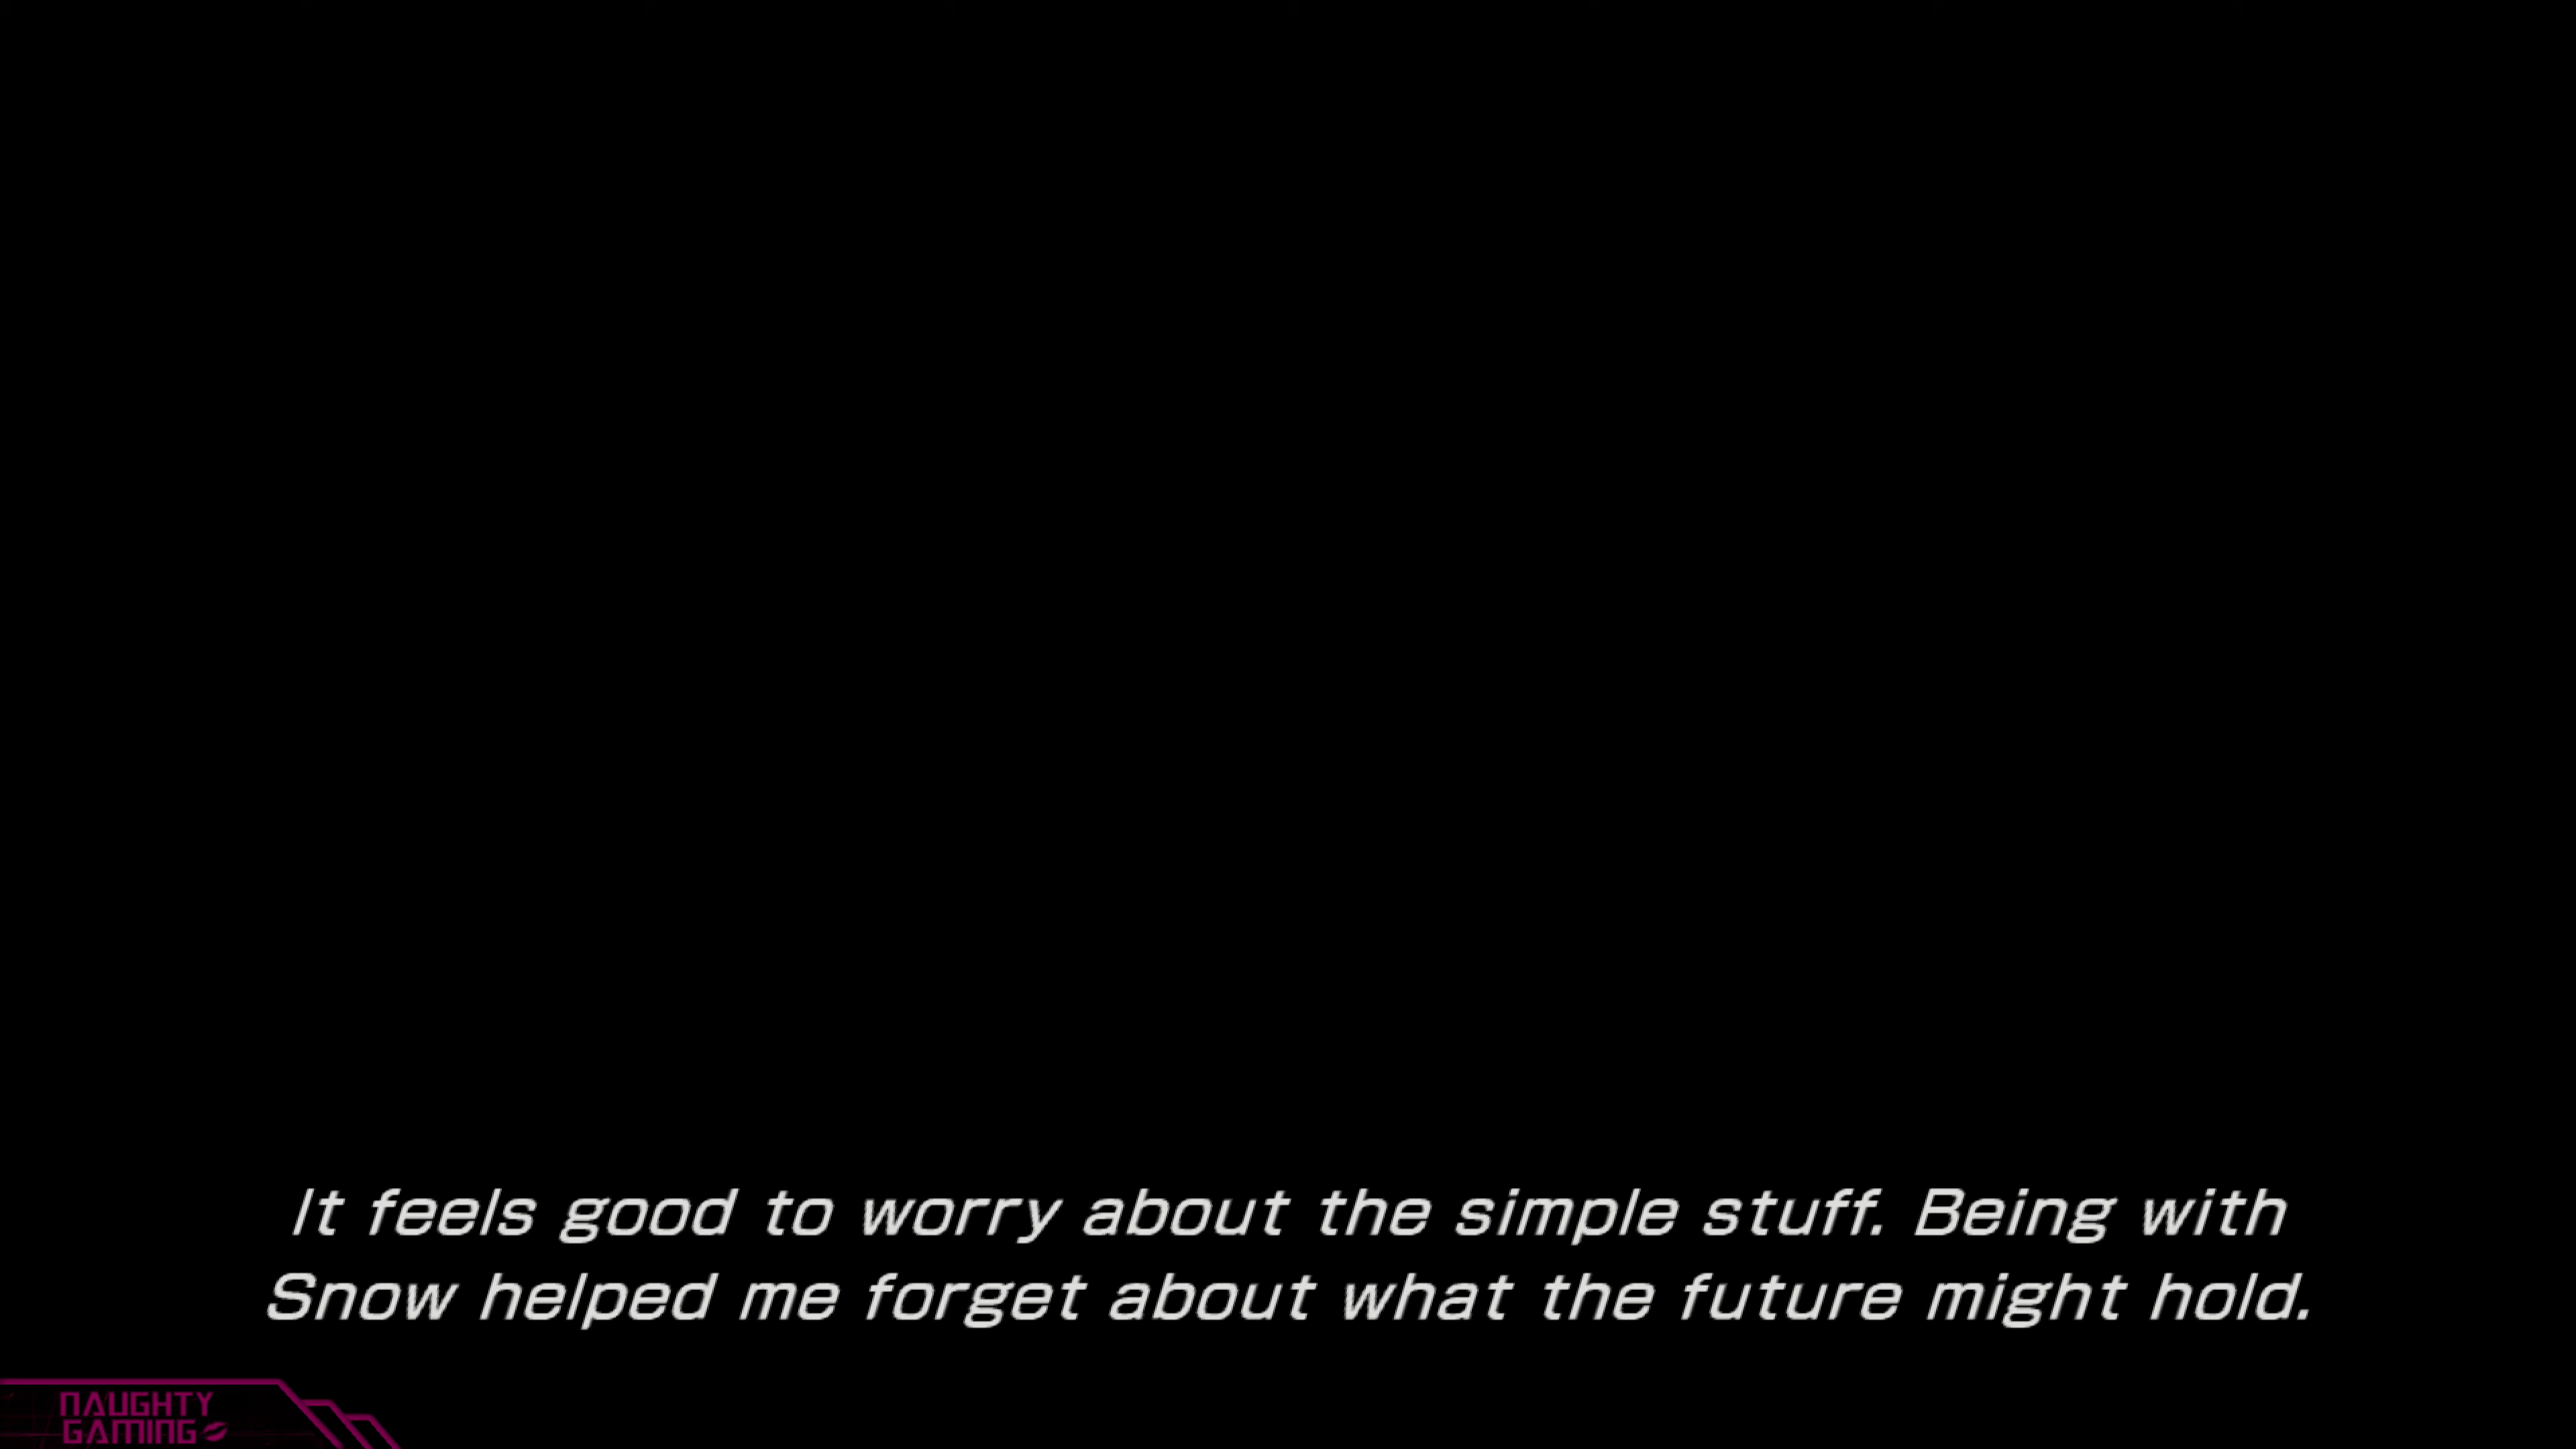 It feels good to worry about the simple stuff. Being with
Snow helped me forget about what the future might hold.
NAUGHTY
GAMING